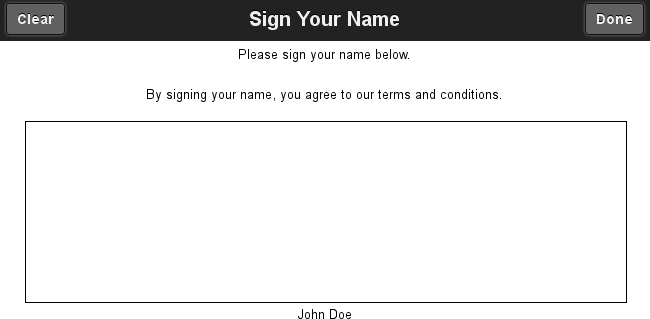 Clear Sign Your Name Done
Please sign your name below.
By signing your name, you agree to our terms and conditions.
John Doe